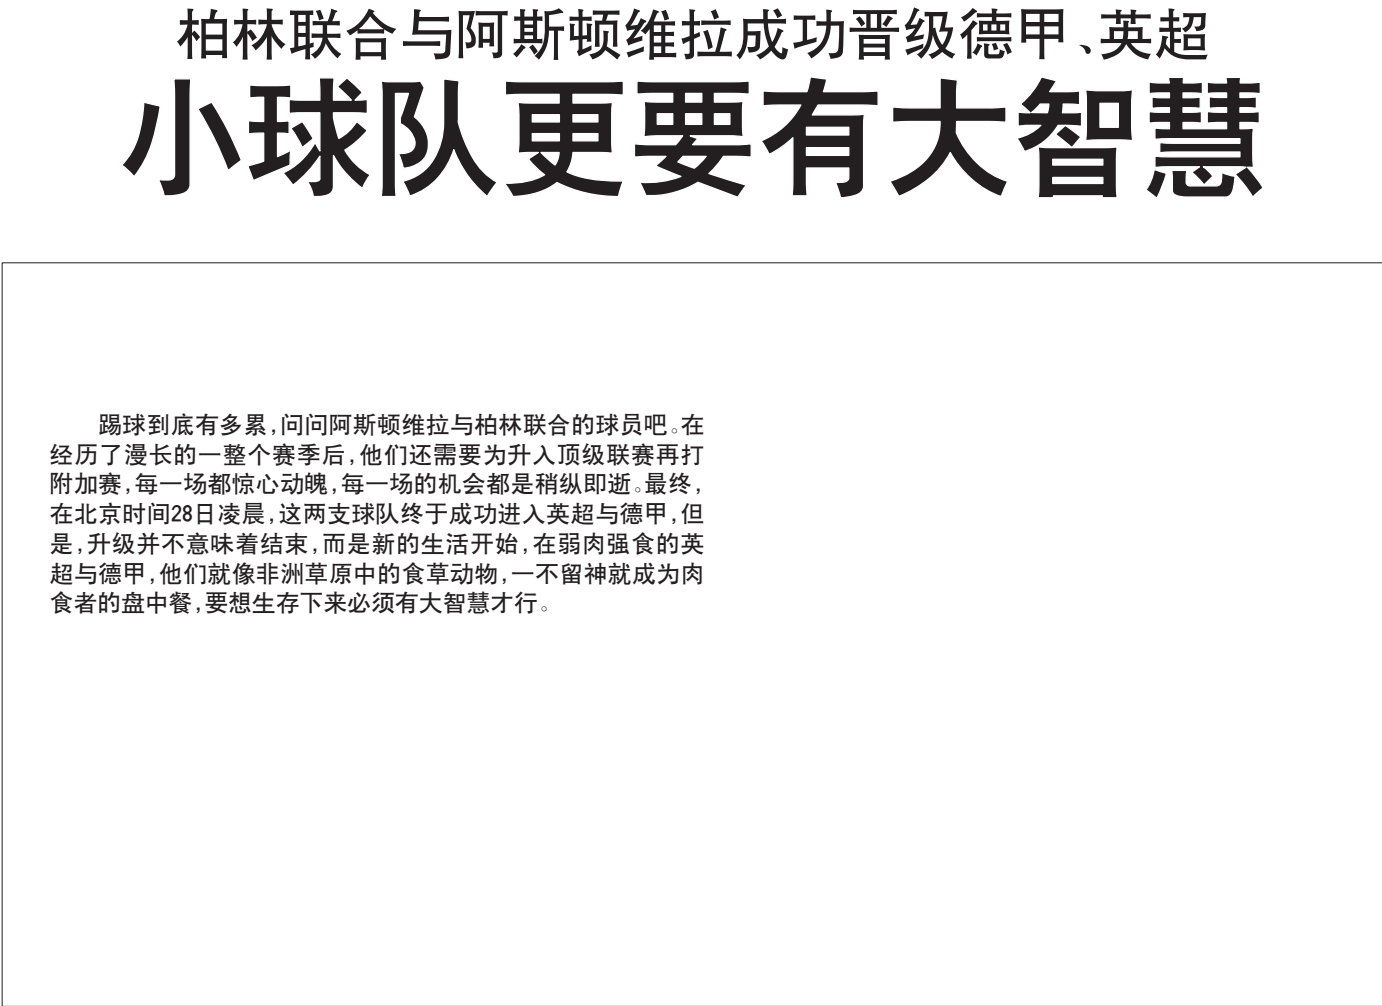 柏林联合与阿斯顿维拉成功晋级德甲、英超
小球队更要有大智慧
踢球到底有多累,问问阿斯顿维拉与柏林联合的球员吧。在
经历了漫长的一整个赛季后,他们还需要为升入顶级联赛再打
附加赛,每一场都惊心动魄,每一场的机会都是稍纵即逝。最终,
在北京时间28日凌晨,这两支球队终于成功进入英超与德甲,但
是,升级并不意味着结束,而是新的生活开始,在弱肉强食的英
超与德甲,他们就像非洲草原中的食草动物,一不留神就成为肉
食者的盘中餐,要想生存下来必须有大智慧才行。